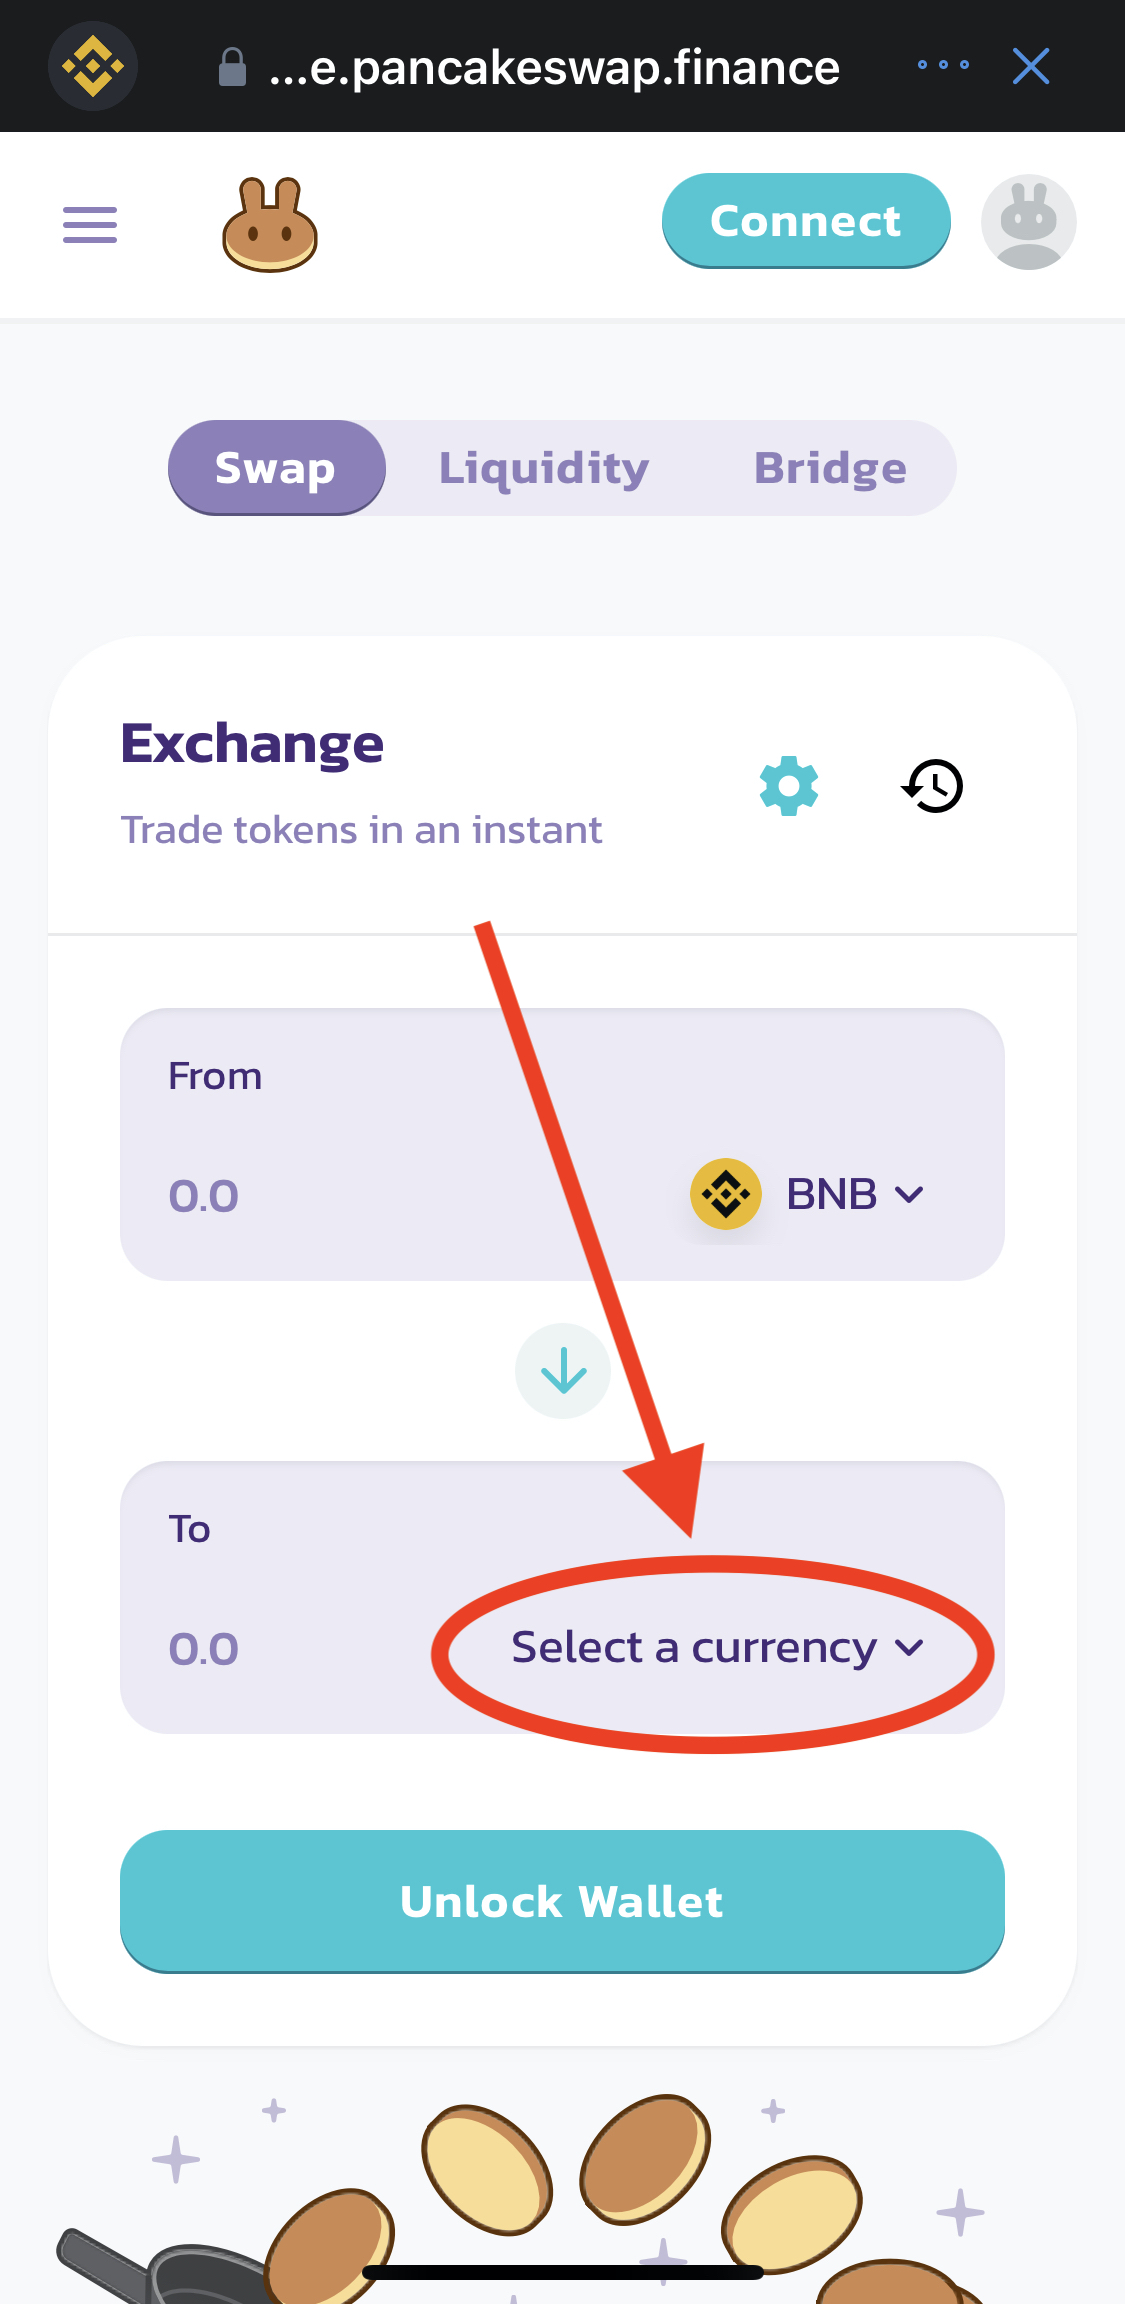 ...e.pancakeswap.finance
Connect
Swap Liquidity Bridge
Exchange
Trade tokens in an instant
From
0.0 BNB
To
0.0 Select a currency
Unlock Wallet